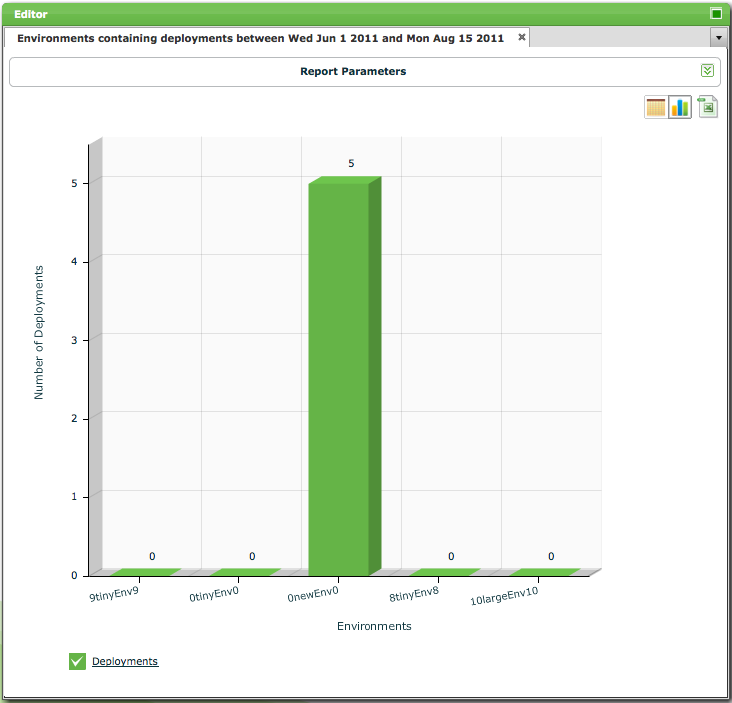 Editor
Environments containing deployments between Wed Jun 1 2011 and Mon Aug 15 2011
Report Parameters
5
5
4
3
2
1
0
0
0
0
0
Number of Deployments
9tinyEnv9
0tinyEnv0
0newEnv0
8tinyEnv8
10largeEnv10
Environments
Deployments